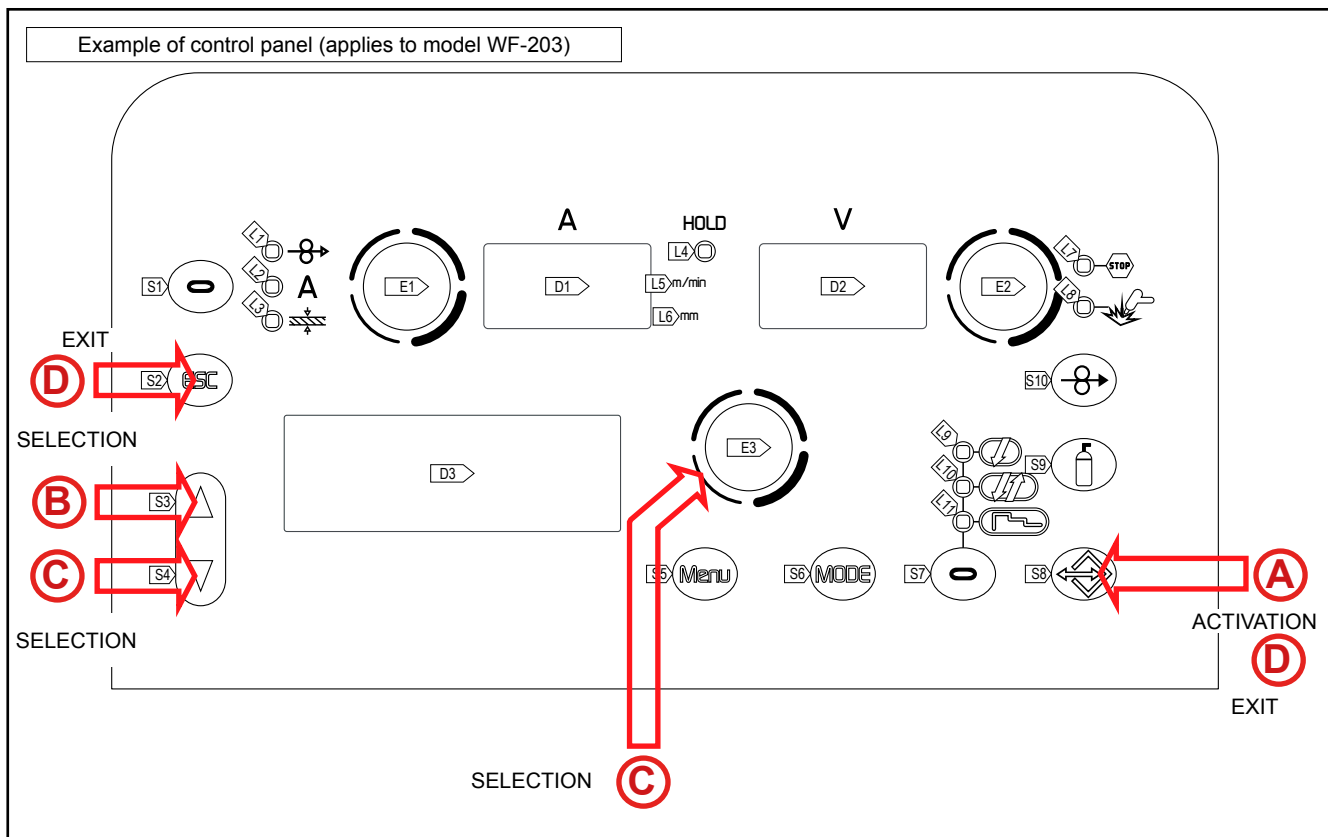 Example of control panel (applies to model WF-203)
A HOLD V
L1
L2 A
L3
S1
E1
D1
L4
L5 m/min
L6 mm
D2
E2
L7 STOP
L8
EXIT
D S2 ESC
S10
SELECTION
E3
D3
L9
L10
L11
S9
B S3
C S4
S5 Menu
S6 MODE
S7
S8
A
SELECTION
ACTIVATION
D
EXIT
SELECTION C